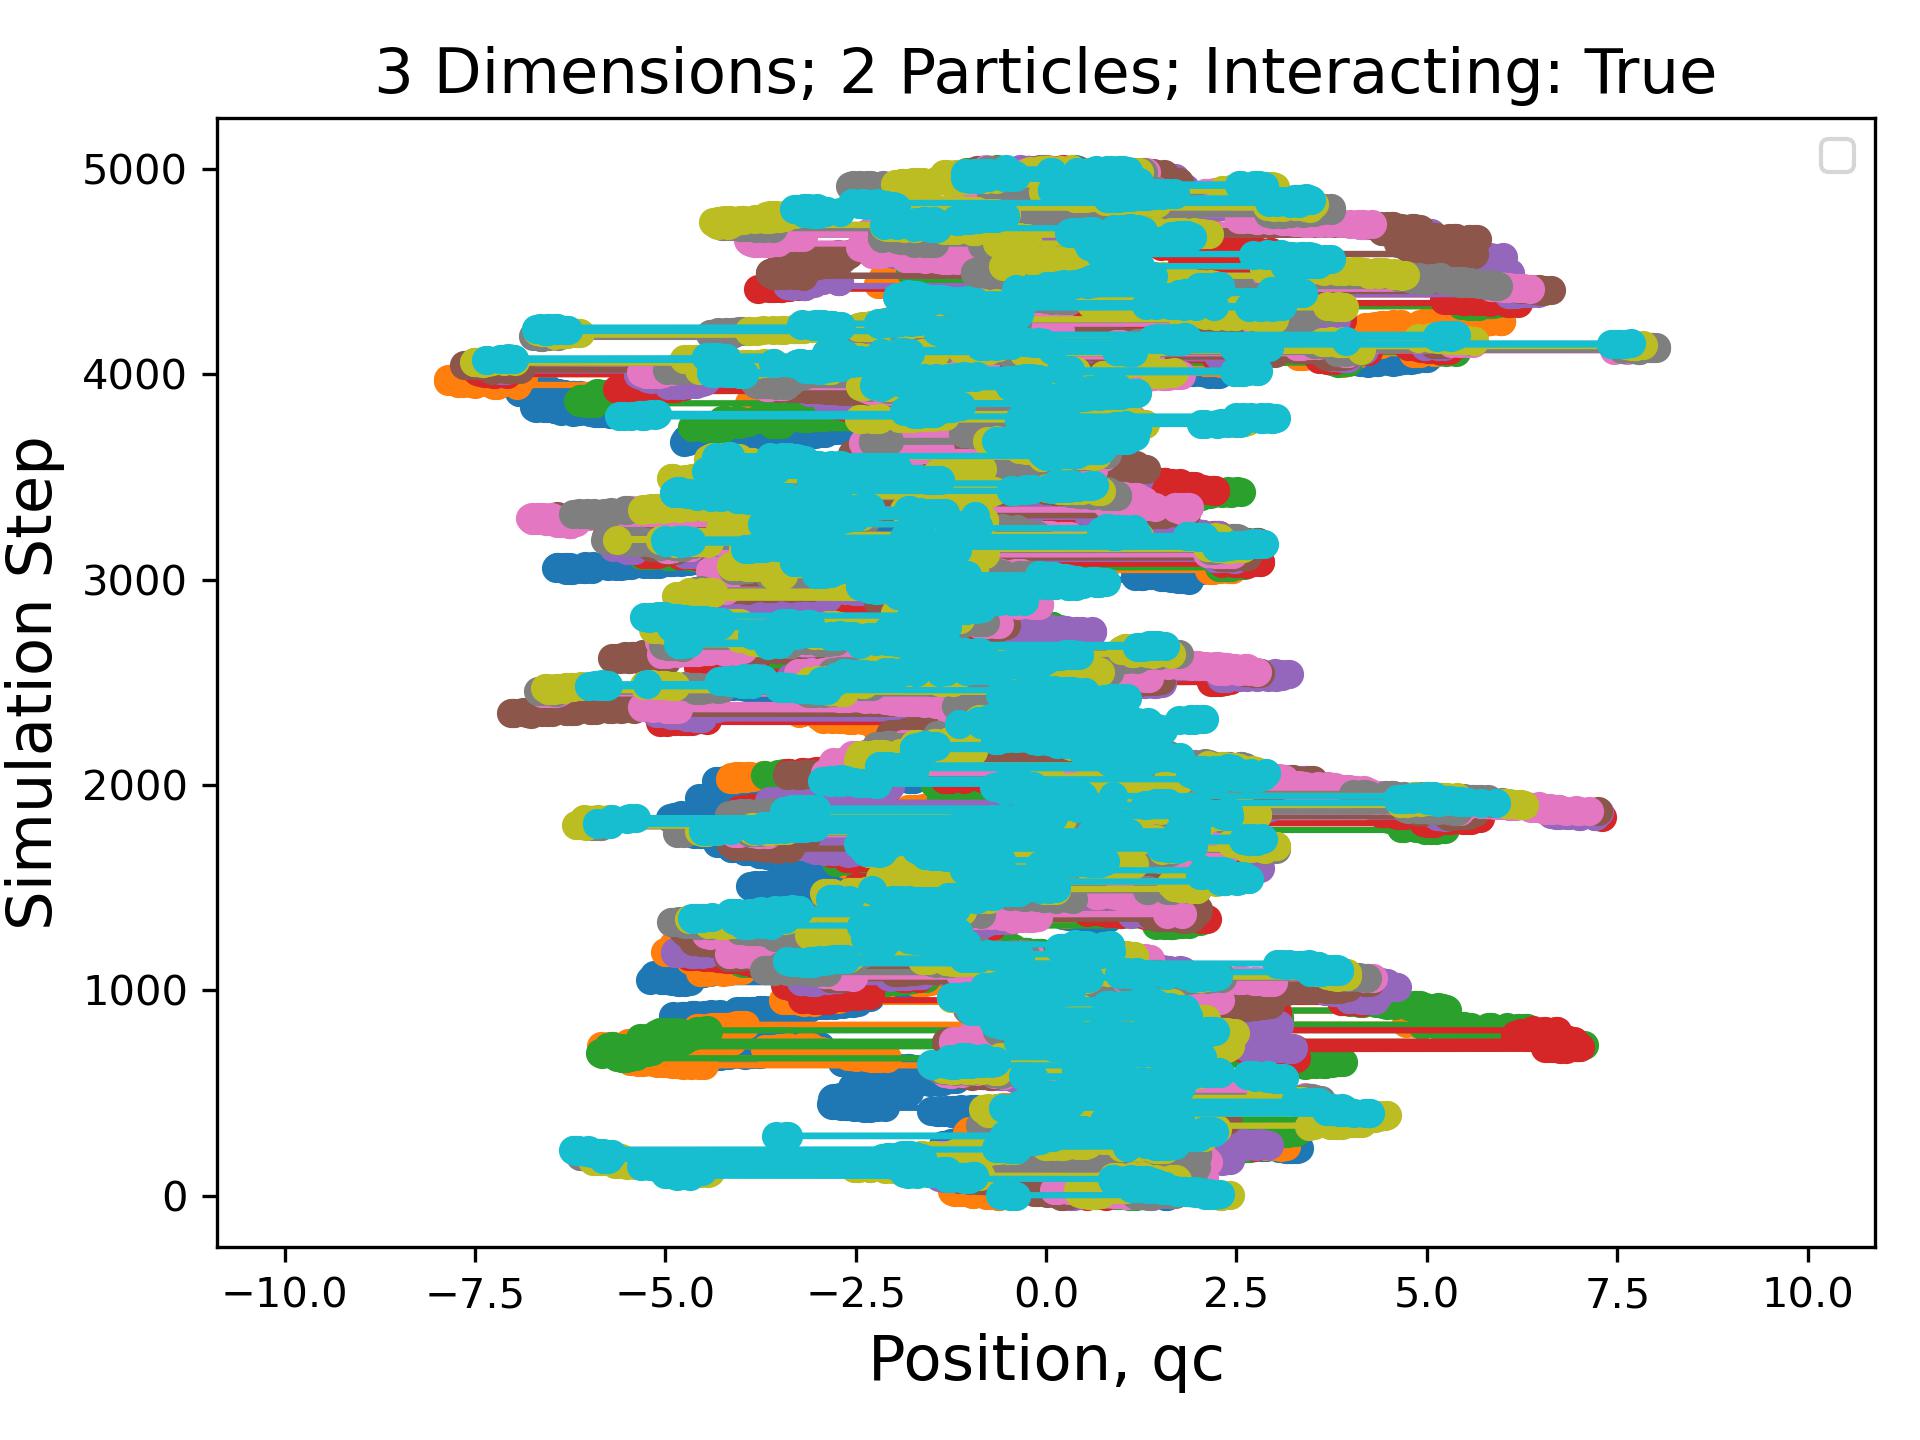 3 Dimensions; 2 Particles; Interacting: True
5000
4000
3000
2000
1000
0
Simulation Step
−10.0 −7.5 −5.0 −2.5 0.0 2.5 5.0 7.5 10.0
Position, qc